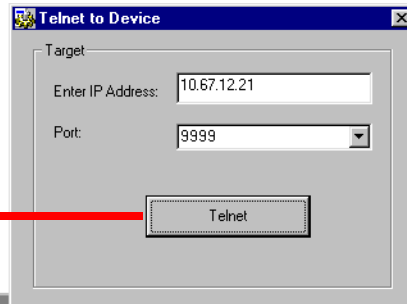 Telnet to Device
Target
Enter IP Address: 10.67.12.21
Port: 9999
Telnet